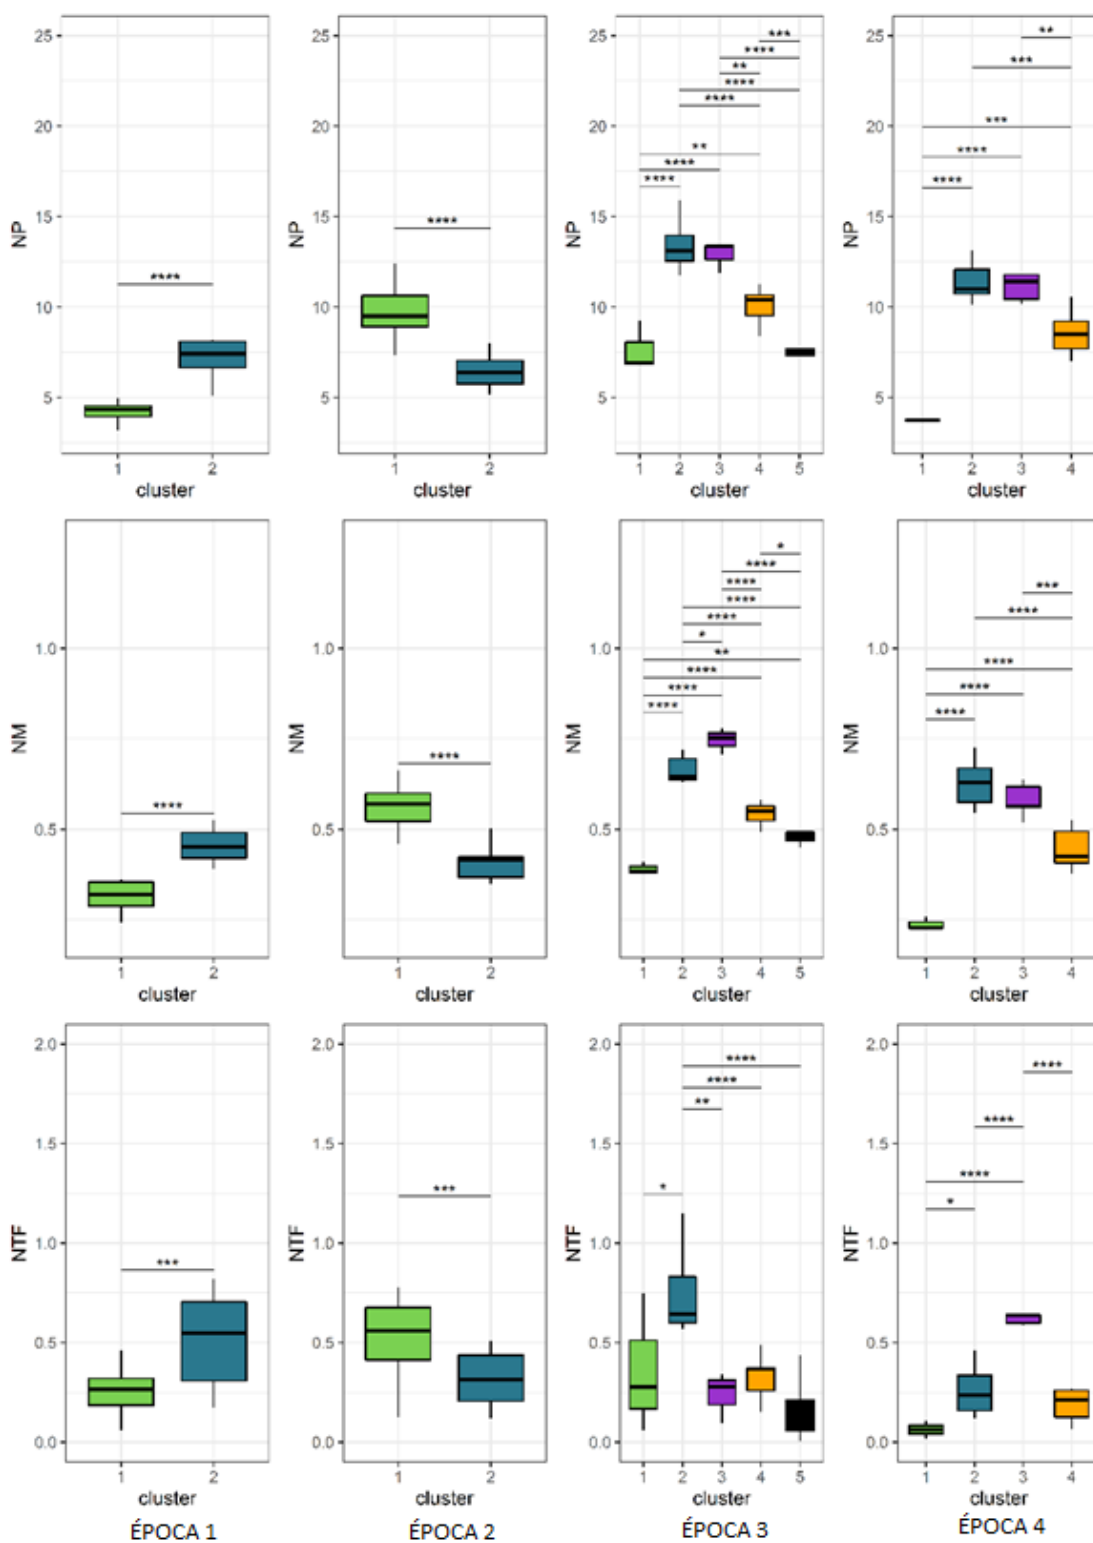 NP
25
20
15
10
5
****
1 2
cluster
NP
25
20
15
10
5
****
1 2
cluster
NP
25
20
15
10
5
***
****
**
****
****
**
****
****
1 2 3 4 5
cluster
NP
25
20
15
10
5
**
***
***
****
****
1 2 3 4
cluster
NM
1.0
0.5
****
1 2
cluster
NM
1.0
0.5
****
1 2
cluster
NM
1.0
0.5
*
****
****
****
****
*
**
****
****
****
1 2 3 4 5
cluster
NM
1.0
0.5
***
****
****
****
****
1 2 3 4
cluster
NTF
2.0
1.5
1.0
0.5
0.0
***
1 2
cluster
NTF
2.0
1.5
1.0
0.5
0.0
***
1 2
cluster
NTF
2.0
1.5
1.0
0.5
0.0
****
****
**
*
1 2 3 4 5
cluster
NTF
2.0
1.5
1.0
0.5
0.0
****
****
****
*
1 2 3 4
cluster
ÉPOCA 1
ÉPOCA 2
ÉPOCA 3
ÉPOCA 4